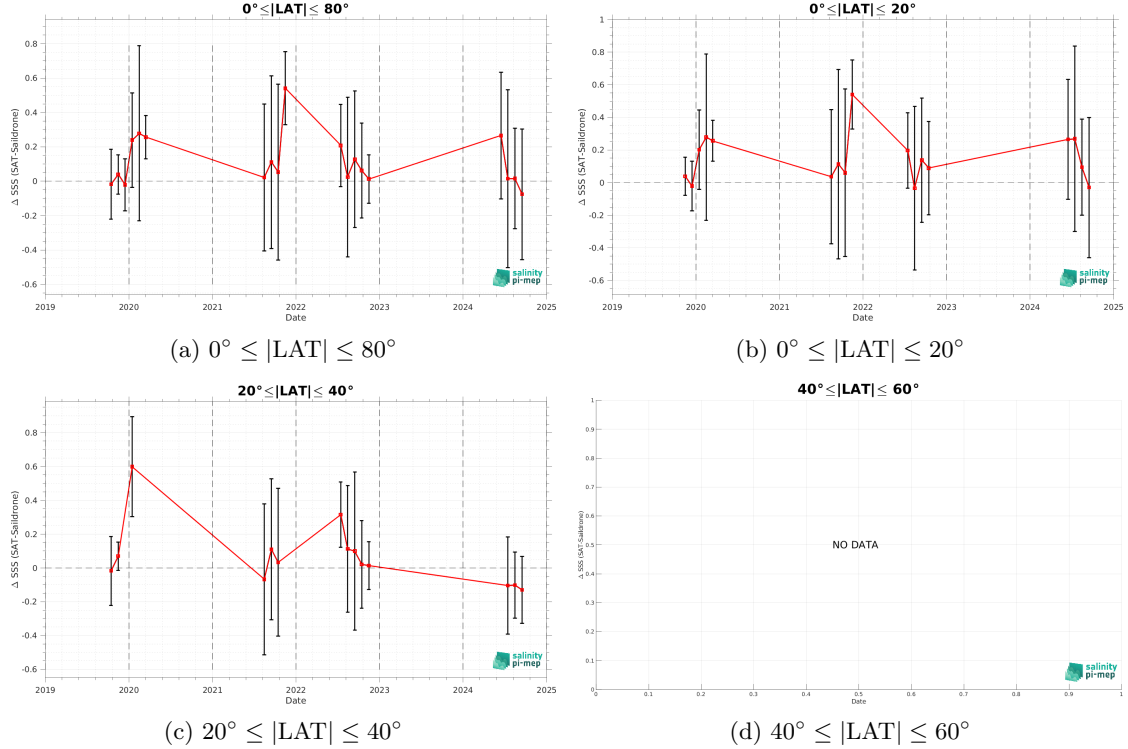 0°≤|LAT|≤ 80°
Δ SSS (SAT-Saildrone)
0.8
0.6
0.4
0.2
0
-0.2
-0.4
-0.6
2019 2020 2021 2022 2023 2024 2025
Date
salinity
pi-mep
(a) 0° ≤ |LAT| ≤ 80°
0°≤|LAT|≤ 20°
Δ SSS (SAT-Saildrone)
1
0.8
0.6
0.4
0.2
0
-0.2
-0.4
-0.6
2019 2020 2021 2022 2023 2024 2025
Date
salinity
pi-mep
(b) 0° ≤ |LAT| ≤ 20°
20°≤|LAT|≤ 40°
Δ SSS (SAT-Saildrone)
0.8
0.6
0.4
0.2
0
-0.2
-0.4
-0.6
2019 2020 2021 2022 2023 2024 2025
Date
salinity
pi-mep
(c) 20° ≤ |LAT| ≤ 40°
40°≤|LAT|≤ 60°
Δ SSS (SAT-Saildrone)
1
0.9
0.8
0.7
0.6
0.5
0.4
0.3
0.2
0.1
0
NO DATA
0 0.1 0.2 0.3 0.4 0.5 0.6 0.7 0.8 0.9 1
Date
salinity
pi-mep
(d) 40° ≤ |LAT| ≤ 60°